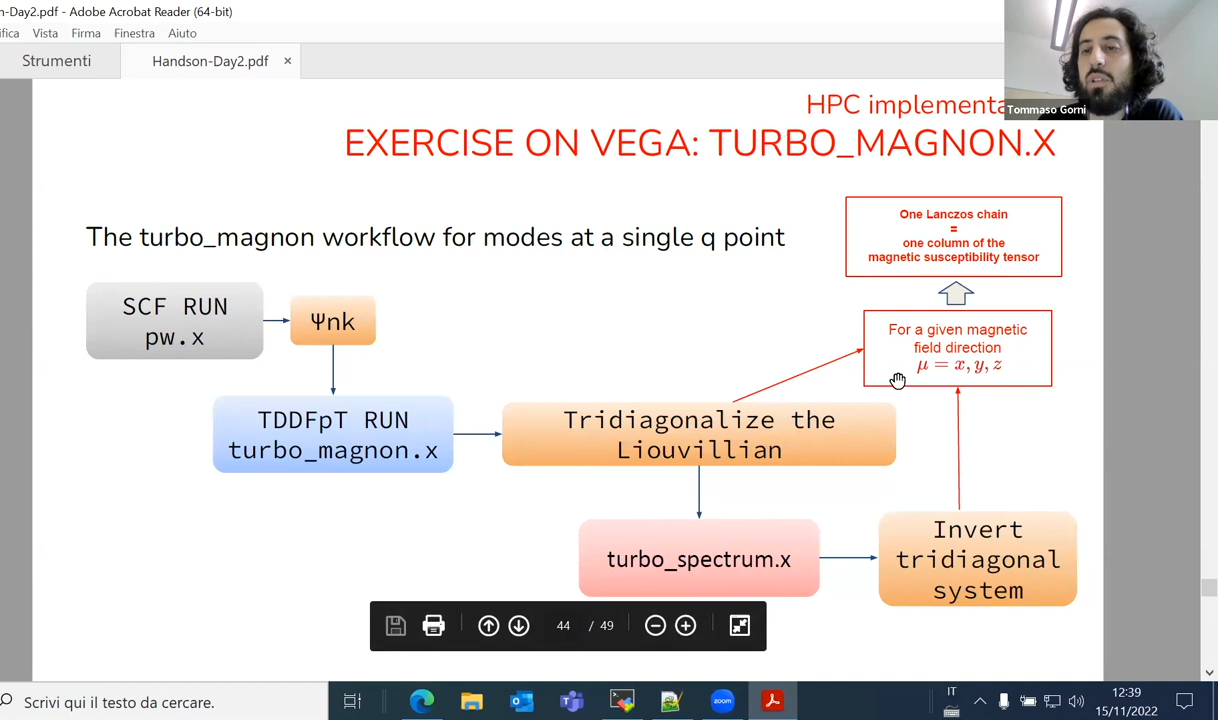 n-Day2.pdf - Adobe Acrobat Reader (64-bit)
ifica Vista Firma Finestra Aiuto
Strumenti
Handson-Day2.pdf ×
Tommaso Gorni
HPC implementa
EXERCISE ON VEGA: TURBO_MAGNON.X
The turbo_magnon workflow for modes at a single q point
One Lanczos chain
=
one column of the
magnetic susceptibility tensor
SCF RUN
pw.x
Ψnk
For a given magnetic
field direction
μ = x, y, z
TDDFpT RUN
turbo_magnon.x
Tridiagonalize the
Liouvillian
turbo_spectrum.x
Invert
tridiagonal
system
44 / 49
Scrivi qui il testo da cercare.
zoom
IT
12:39
15/11/2022